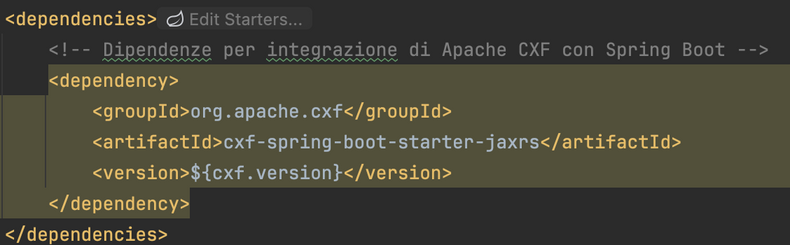 <dependencies> Edit Starters...
<!-- Dipendenze per integrazione di Apache CXF con Spring Boot -->
<dependency>
<groupId>org.apache.cxf</groupId>
<artifactId>cxf-spring-boot-starter-jaxrs</artifactId>
<version>${cxf.version}</version>
</dependency>
</dependencies>